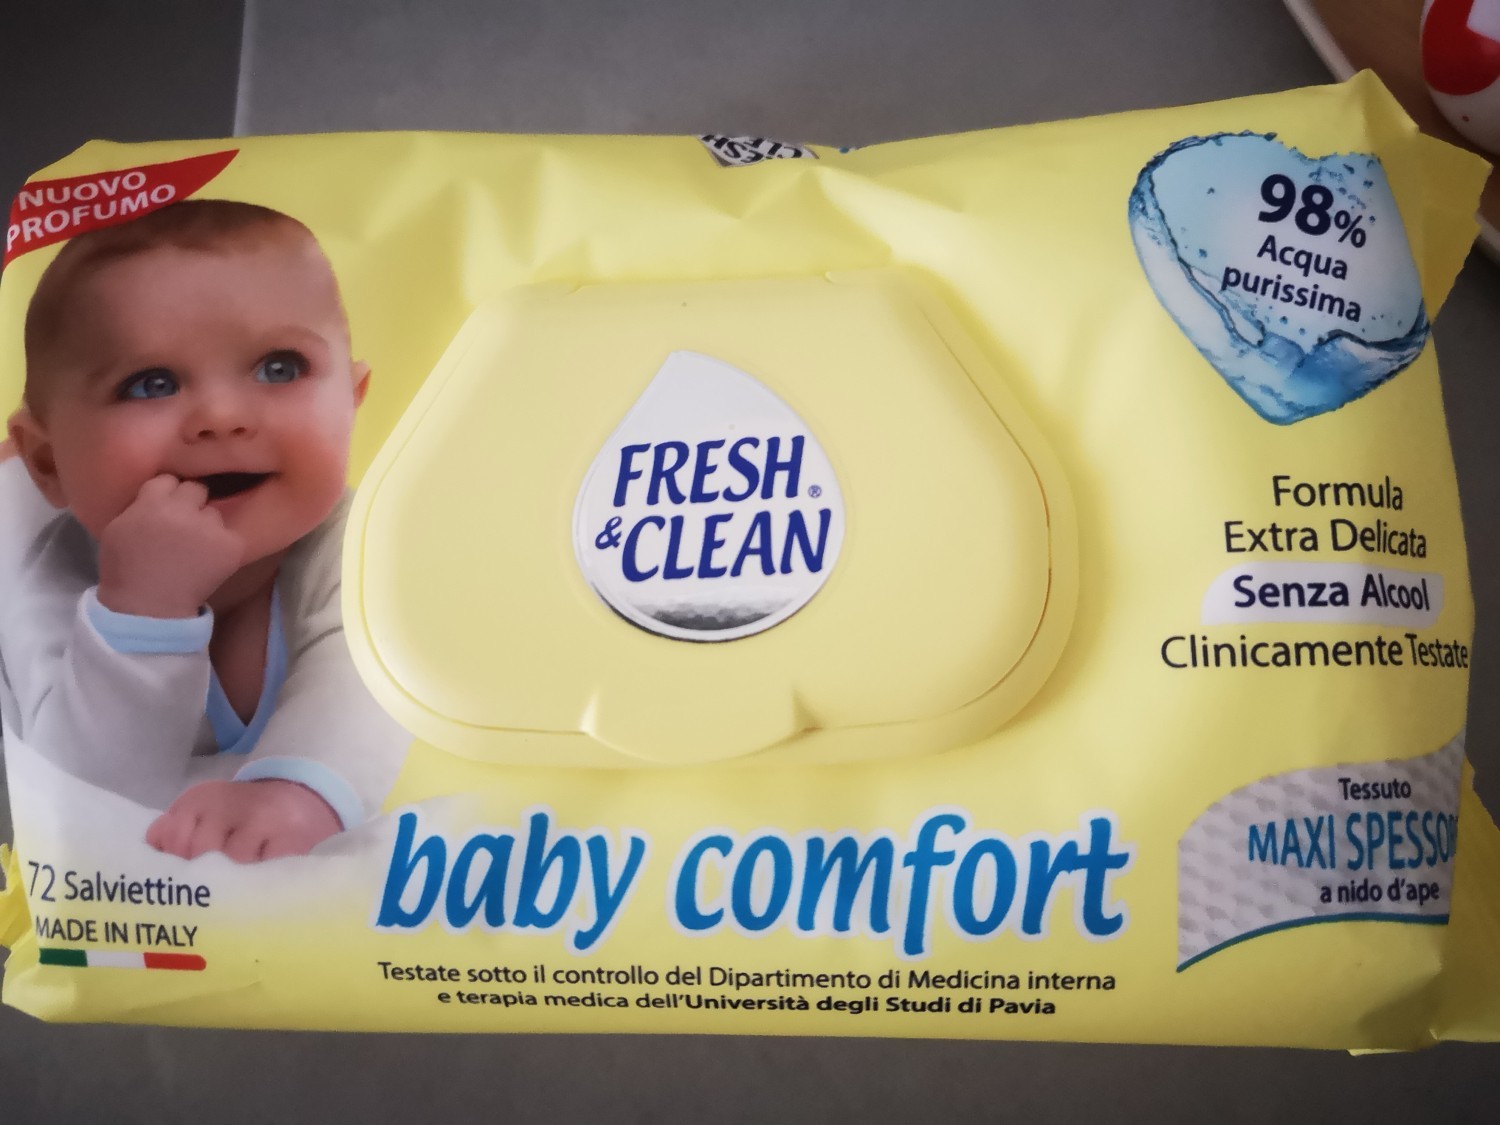 NUOVO
PROFUMO
98%
Acqua
purissima
FRESH®
&CLEAN
Formula
Extra Delicata
Senza Alcool
Clinicamente Testate
Tessuto
MAXI SPESSO
a nido d'ape
baby comfort
72 Salviettine
MADE IN ITALY
Testate sotto il controllo del Dipartimento di Medicina interna
e terapia medica dell'Università degli Studi di Pavia